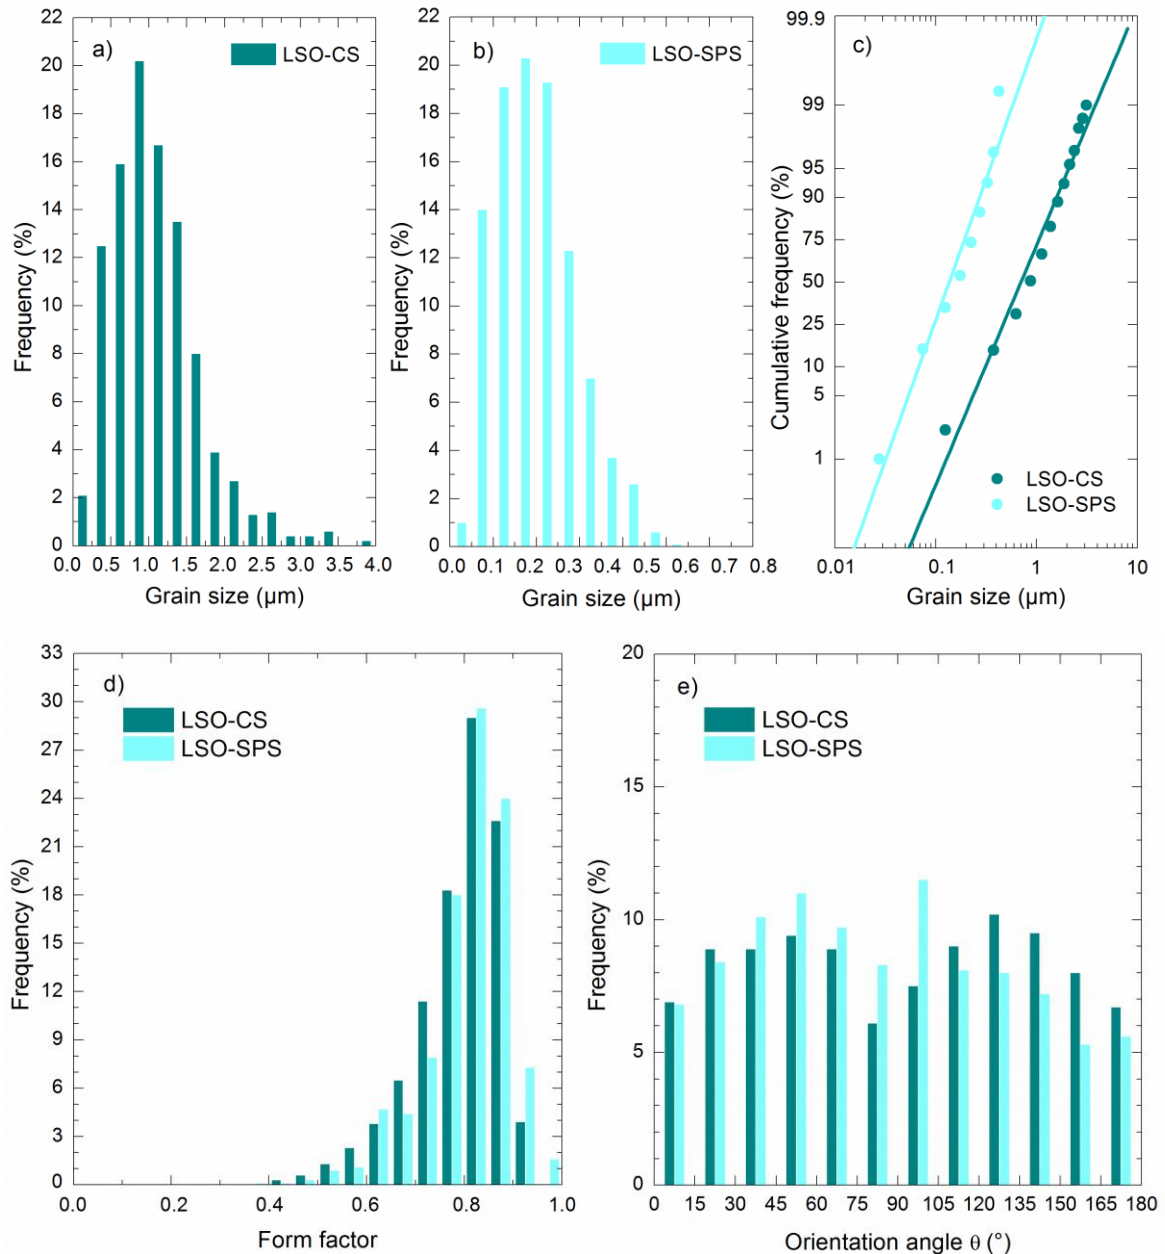 a)
LSO-CS
Frequency (%)
22
20
18
16
14
12
10
8
6
4
2
0
0.0 0.5 1.0 1.5 2.0 2.5 3.0 3.5 4.0
Grain size (µm)
b)
LSO-SPS
Frequency (%)
22
20
18
16
14
12
10
8
6
4
2
0
0.0 0.1 0.2 0.3 0.4 0.5 0.6 0.7 0.8
Grain size (µm)
c)
Cumulative frequency (%)
99.9
99
95
90
75
50
25
10
5
1
LSO-CS
LSO-SPS
0.01 0.1 1 10
Grain size (µm)
d)
LSO-CS
LSO-SPS
Frequency (%)
33
30
27
24
21
18
15
12
9
6
3
0
0.0 0.2 0.4 0.6 0.8 1.0
Form factor
e)
LSO-CS
LSO-SPS
Frequency (%)
20
15
10
5
0
0 15 30 45 60 75 90 105 120 135 150 165 180
Orientation angle θ (°)